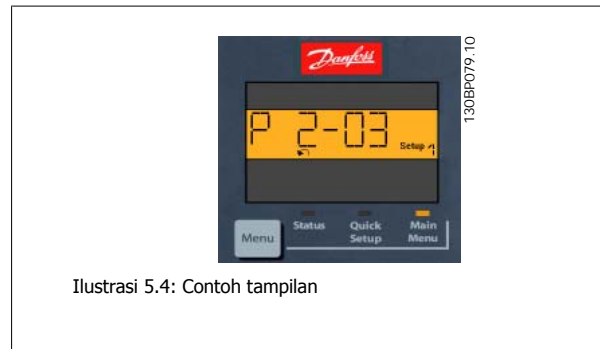 Danfoss
130BP079.10
P 2-03
Setup 1
Status
Quick Setup
Main Menu
Menu
Ilustrasi 5.4: Contoh tampilan